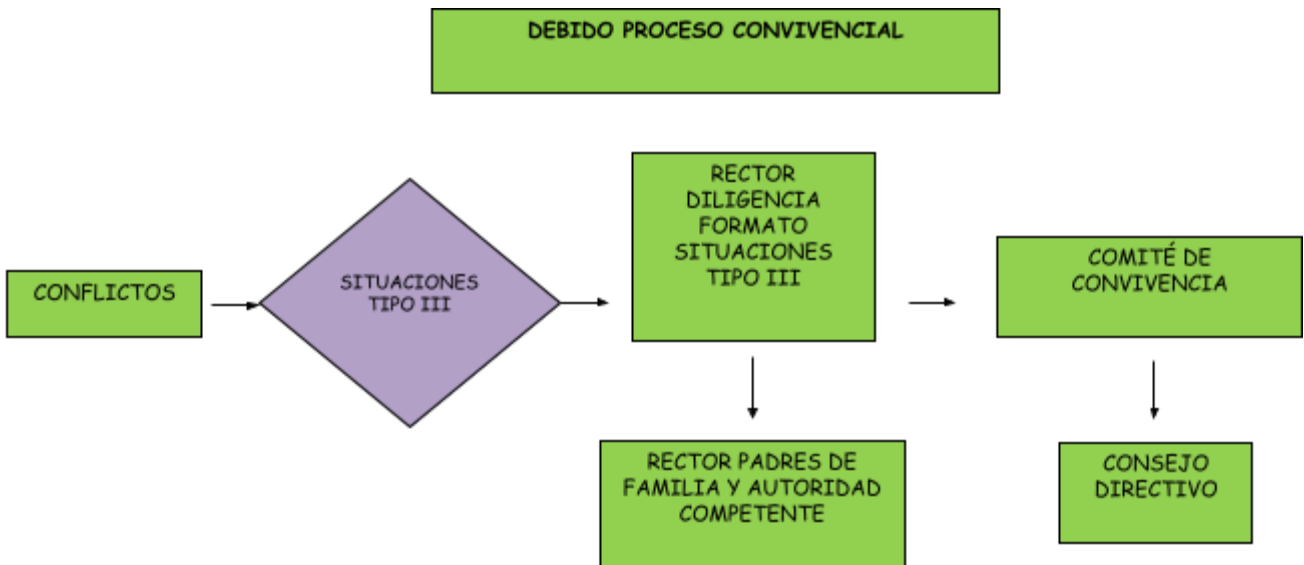 DEBIDO PROCESO CONVIVENCIAL
CONFLICTOS
SITUACIONES
TIPO III
RECTOR
DILIGENCIA
FORMATO
SITUACIONES
TIPO III
COMITÉ DE
CONVIVENCIA
RECTOR PADRES DE
FAMILIA Y AUTORIDAD
COMPETENTE
CONSEJO
DIRECTIVO